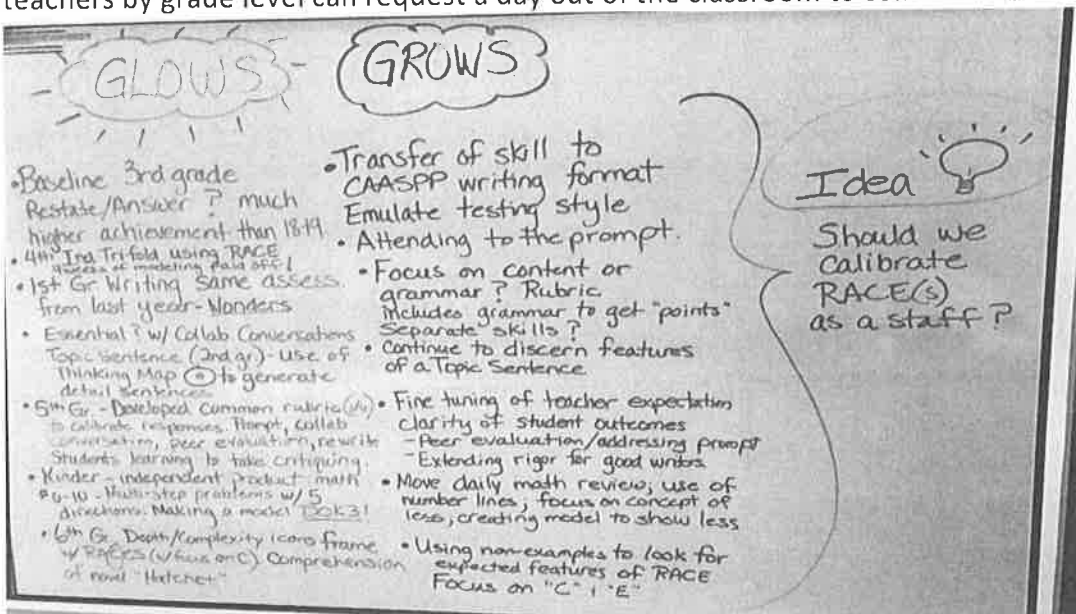 teachers by grade level can request a day out of the classroom to
GLOWS
•Baseline 3rd grade
Restate/Answer ? much
higher achievement than 18-19.
•4th Ind Trifold using RACE
of modeling paid off!
•1st Gr Writing same assess.
from last year-Wonders
• Essential ? w/ Collab Conversations
Topic Sentence (2nd gr) - Use of
Thinking Map to generate
detail sentences
•5th Gr. - Developed common rubric
to calibrate responses. Prompt, collab
conversation, peer evaluation, rewrite
Students learning to take critiquing.
• Kinder - independent product math
Multi-step problems w/ 5
directions. Making a model DOK3!
• 6th Gr. Depth/Complexity icons frame
w/ RACES (w/focus on C). Comprehension
of novel "Hatchet"
GROWS
•Transfer of skill to
CAASPP writing format
Emulate testing style
• Attending to the prompt.
• Focus on content or
grammar? Rubric
includes grammar to get "points"
Separate skills?
• Continue to discern features
of a Topic Sentence
• Fine tuning of teacher expectation
clarity of student outcomes
- Peer evaluation/addressing prompt
- Extending rigor for good writers
• Move daily math review; use of
number lines; focus on concept of
less, creating model to show less
• Using non-examples to look for
expected features of RACE
Focus on "C" "E"
Idea
Should we
calibrate
RACE(s)
as a staff?